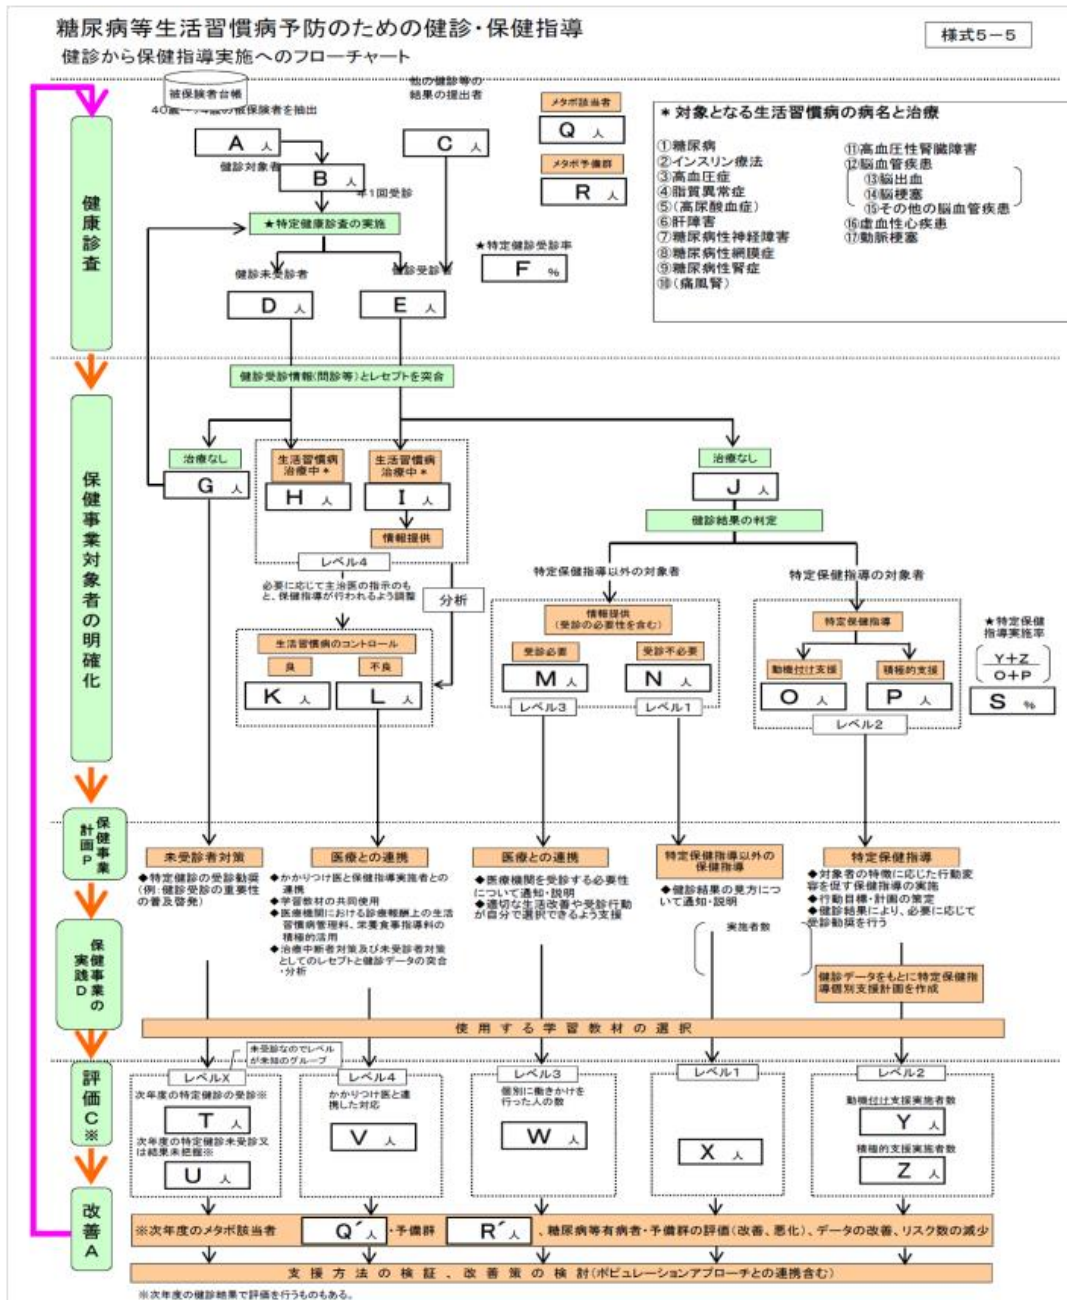 糖尿病等生活習慣病予防のための健診・保健指導
健診から保健指導実施へのフローチャート
様式5-5
被保険者台帳
40歳～74歳の被保険者を抽出
A 人
健診対象者
B 人
年1回受診
他の健診等の
結果の提出者
C 人
メタボ該当者
Q 人
メタボ予備群
R 人
*対象となる生活習慣病の病名と治療
①糖尿病
②インスリン療法
③高血圧症
④脂質異常症
⑤(高尿酸血症)
⑥肝障害
⑦糖尿病性神経障害
⑧糖尿病性網膜症
⑨糖尿病性腎症
⑩(痛風腎)
⑪高血圧性腎臓障害
⑫脳血管疾患
⑬脳出血
⑭脳梗塞
⑮その他の脳血管疾患
⑯虚血性心疾患
⑰動脈梗塞
健康診査
★特定健康診査の実施
健診未受診者
D 人
健診受診者
E 人
★特定健診受診率
F %
健診受診情報(問診等)とレセプトを突合
保健事業対象者の明確化
治療なし
G 人
生活習慣病
治療中*
H 人
生活習慣病
治療中*
I 人
情報提供
レベル4
治療なし
J 人
健診結果の判定
必要に応じて主治医の指示のも
と、保健指導が行われるよう調整
分析
生活習慣病のコントロール
良
不良
K 人
L 人
特定保健指導以外の対象者
情報提供
(受診の必要性を含む)
受診必要
受診不必要
M 人
N 人
レベル3
レベル1
特定保健指導の対象者
特定保健指導
動機付け支援
積極的支援
O 人
P 人
レベル2
★特定保健
指導実施率
Y+Z
O+P
S %
保健事業
計画P
未受診者対策
◆特定健診の受診勧奨
(例:健診受診の重要性
の普及啓発)
医療との連携
◆かかりつけ医と保健指導実施者との
連携
◆学習教材の共同使用
◆医療機関における診療報酬上の生活
習慣病管理料、栄養食事指導料の
積極的活用
◆治療中断者対策及び未受診者対策
としてのレセプトと健診データの突合
・分析
医療との連携
◆医療機関を受診する必要性
について通知・説明
◆適切な生活改善や受診行
動が自分で選択できるよう支援
特定保健指導以外の
保健指導
◆健診結果の見方につ
いて通知・説明
実施者数
特定保健指導
◆対象者の特徴に応じた行動変
容を促す保健指導の実施
◆行動目標・計画の策定
◆健診結果により、必要に応じて
受診勧奨を行う
健診データをもとに特定保健指
導個別支援計画を作成
保健事業の
実践D
使用する学習教材の選択
評価C※
未受診なのでレベル
が未知のグループ
レベルX
次年度の特定健診の受診※
T 人
次年度の特定健診未受診又
は結果未把握※
U 人
レベル4
かかりつけ医と連
携した対応
V 人
レベル3
個別に働きかけを
行った人の数
W 人
レベル1
X 人
レベル2
動機付け支援実施者数
Y 人
積極的支援実施者数
Z 人
改善A
※次年度のメタボ該当者 Q´人 ・予備群 R´人 、糖尿病等有病者・予備群の評価(改善、悪化)、データの改善、リスク数の減少
支援方法の検証、改善策の検討(ポピュレーションアプローチとの連携含む)
※次年度の健診結果で評価を行うものもある。